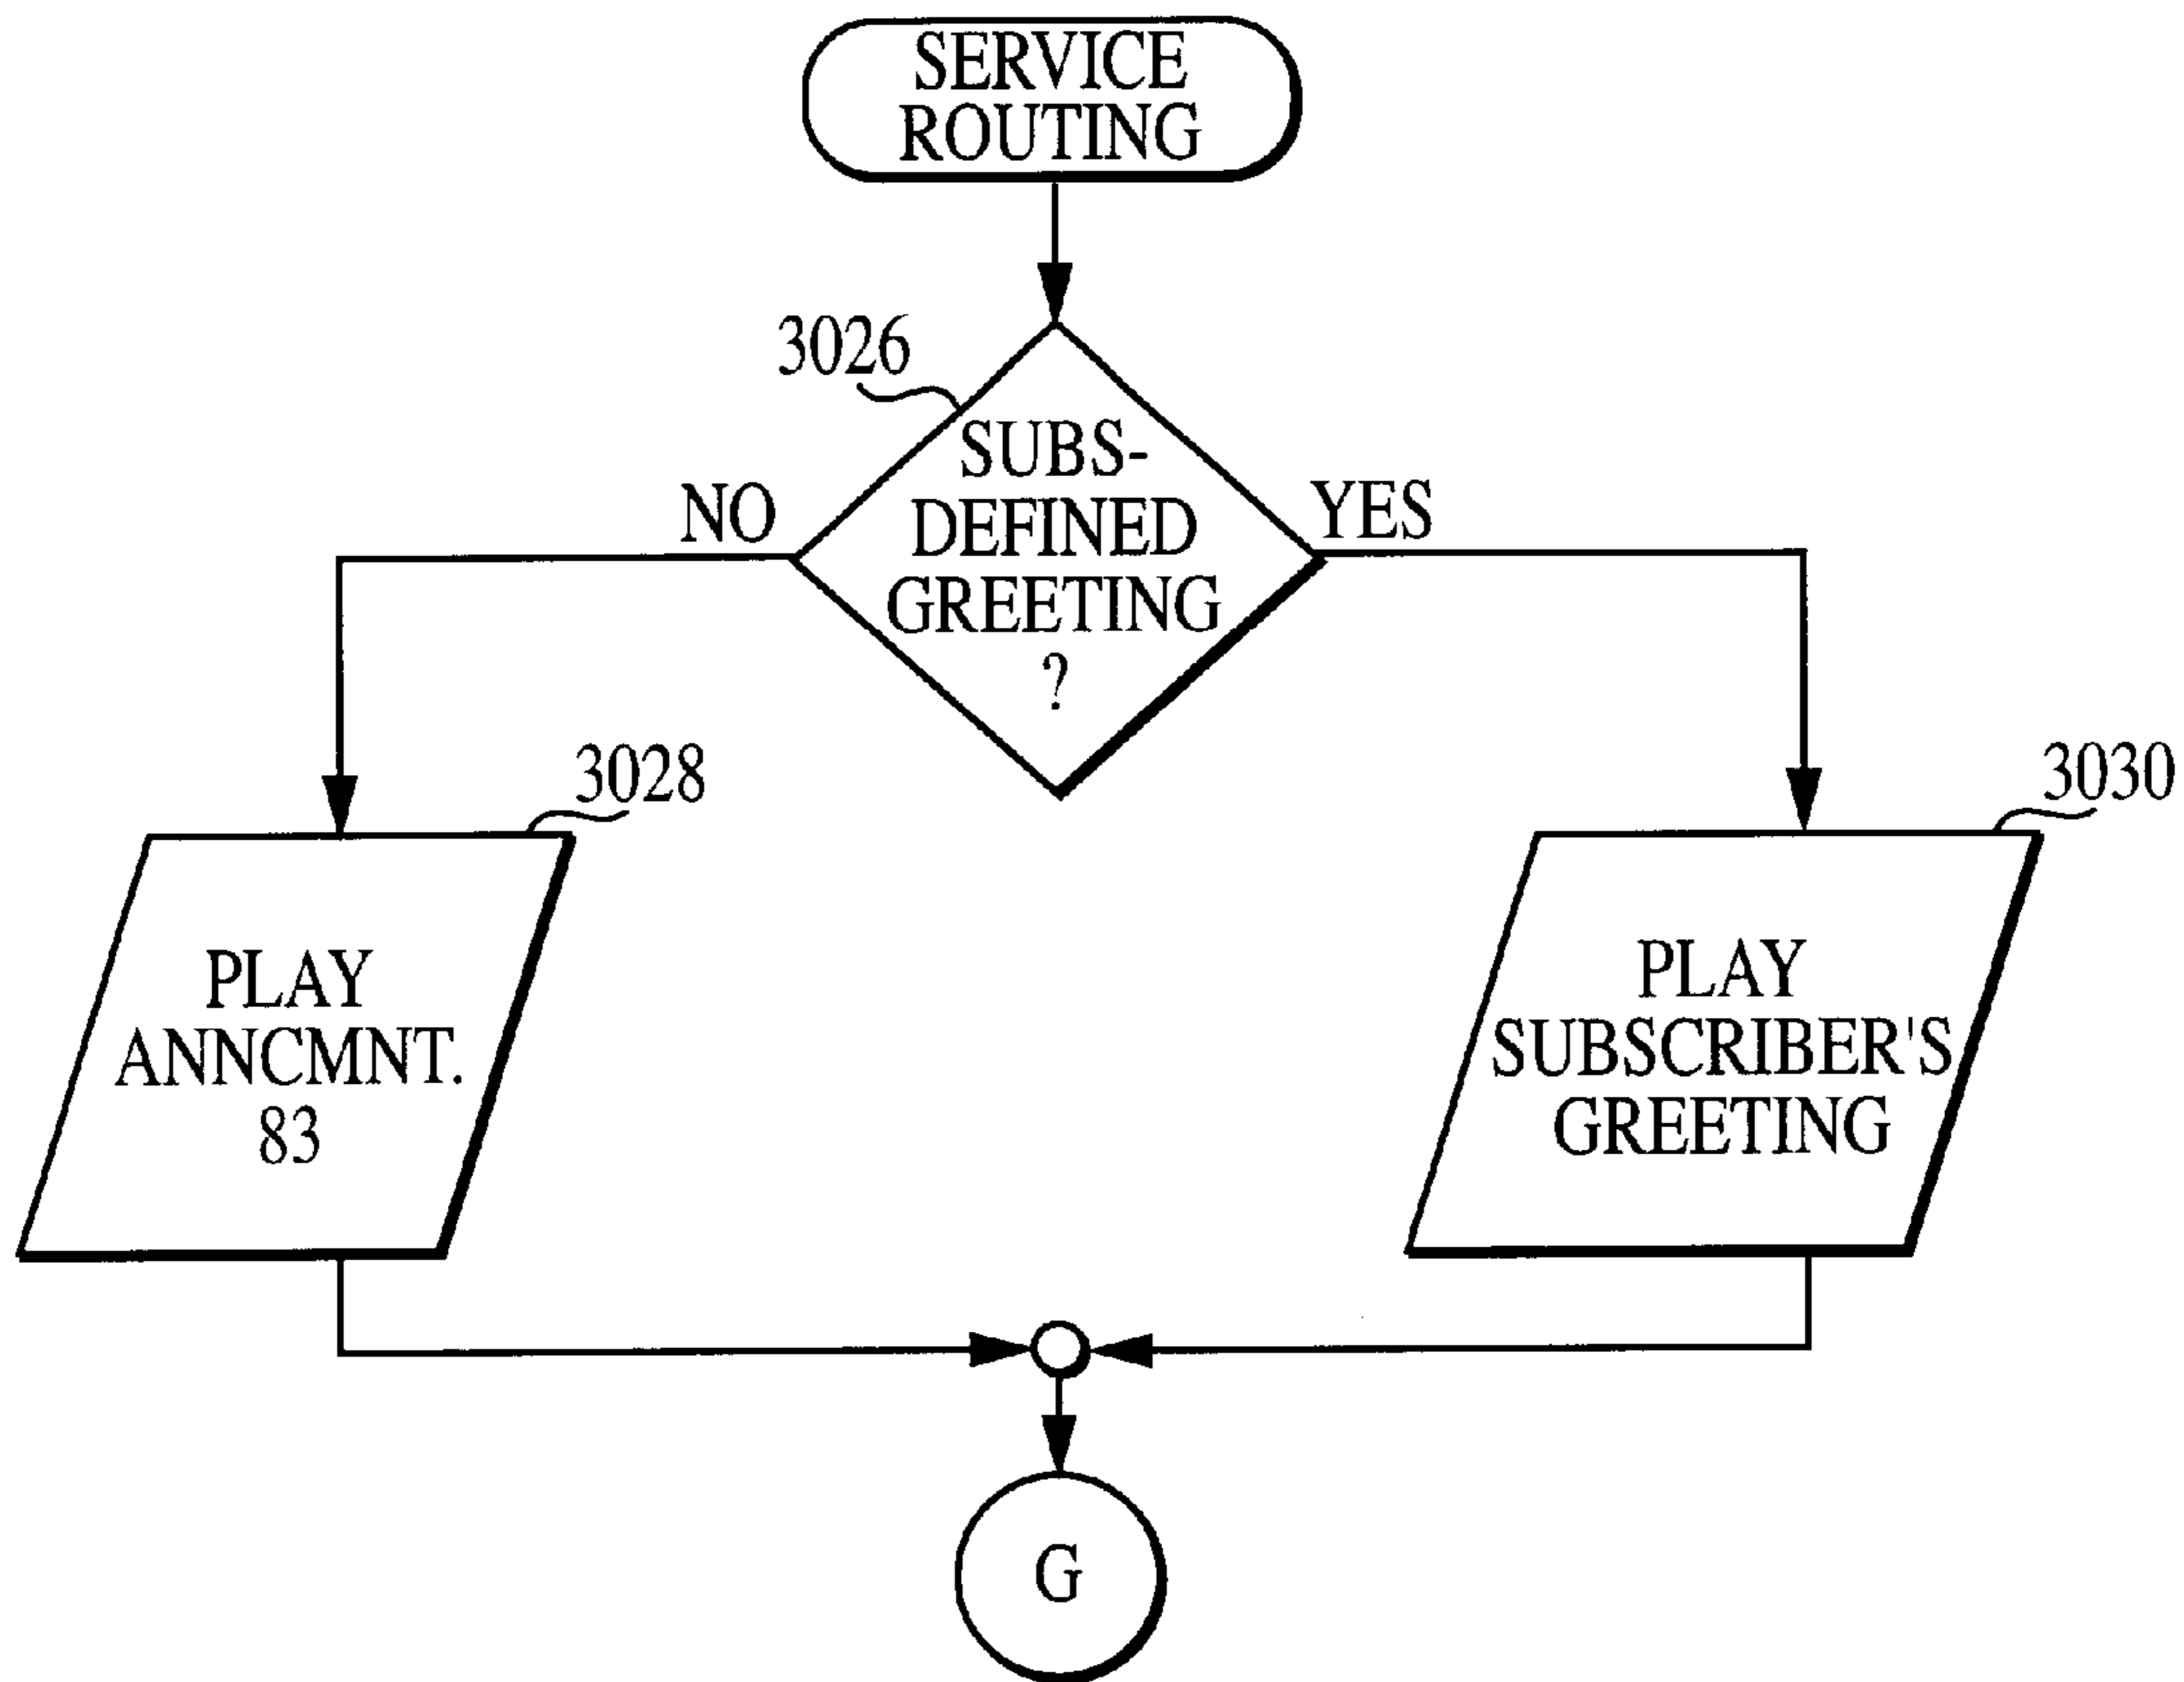 SERVICE
ROUTING
3026
SUBS-
DEFINED
GREETING
?
NO
YES
3028
PLAY
ANNCMNT.
83
3030
PLAY
SUBSCRIBER'S
GREETING
G